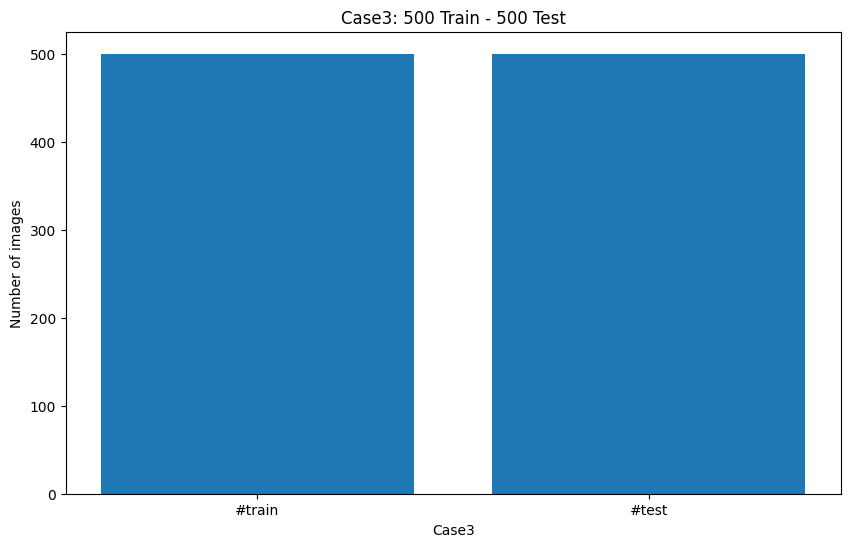 Case3: 500 Train - 500 Test
Number of images
500
400
300
200
100
0
#train
#test
Case3